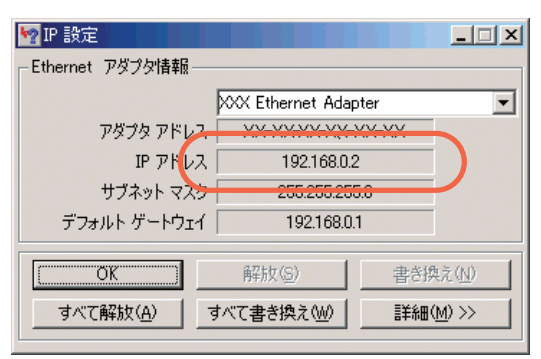 IP 設定
Ethernet アダプタ情報
XXX Ethernet Adapter
アダプタ アドレス XX-XX-XX-XX-XX-XX
IP アドレス 192.168.0.2
サブネット マスク 255.255.255.0
デフォルト ゲートウェイ 192.168.0.1
OK 解放(S) 書き換え(N)
すべて解放(A) すべて書き換え(W) 詳細(M) >>